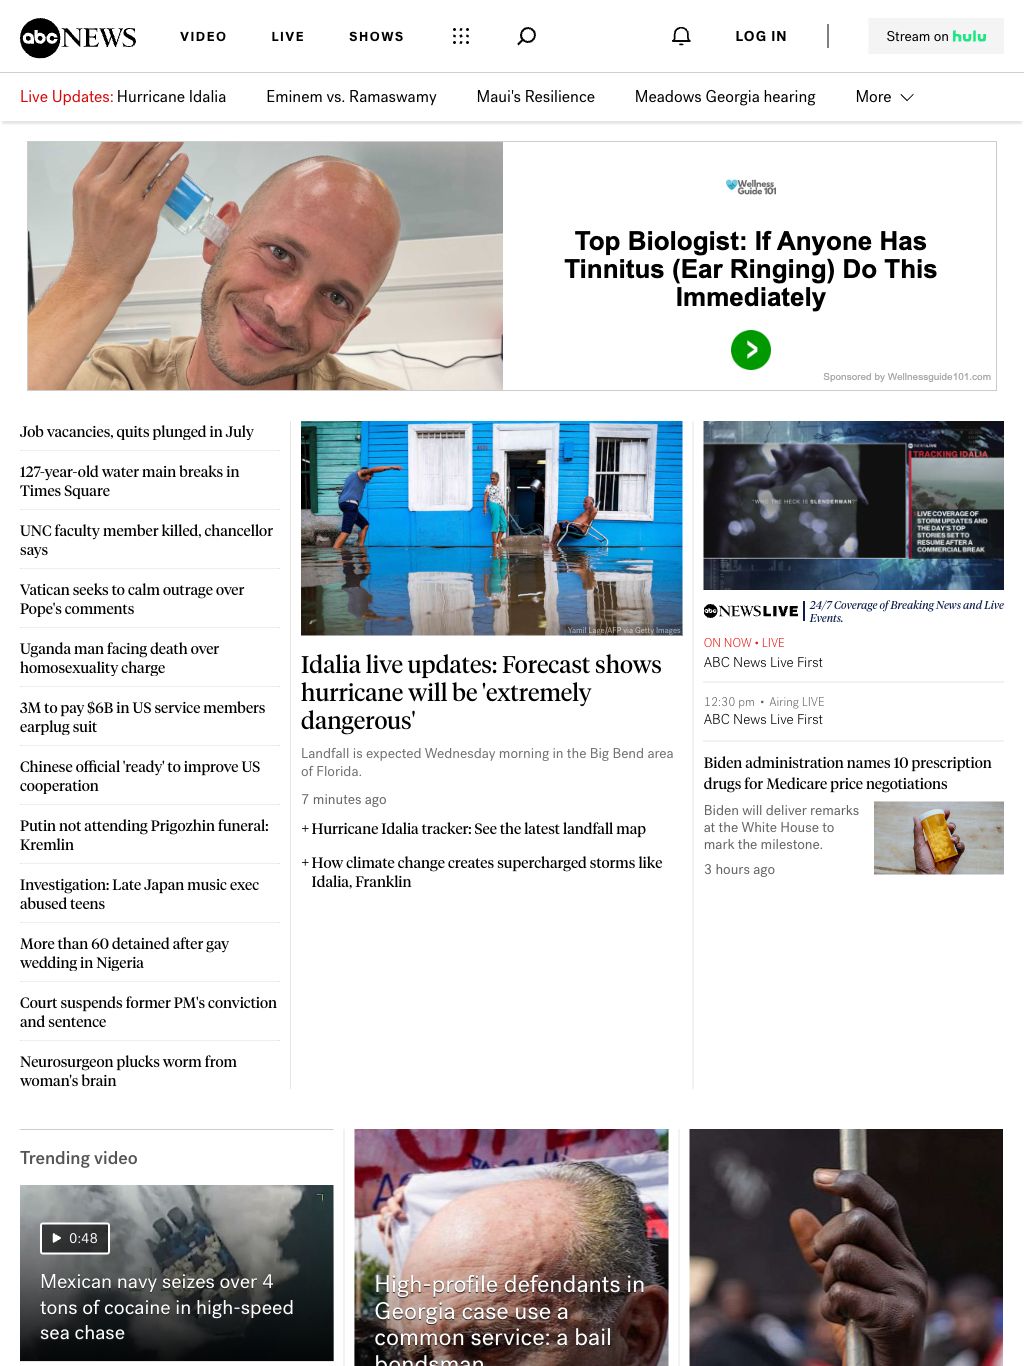 abc NEWS
VIDEO
LIVE
SHOWS
LOG IN
Stream on hulu
Live Updates: Hurricane Idalia
Eminem vs. Ramaswamy
Maui's Resilience
Meadows Georgia hearing
More
Wellness
Guide 101
Top Biologist: If Anyone Has
Tinnitus (Ear Ringing) Do This
Immediately
Sponsored by Wellnessguide101.com
Job vacancies, quits plunged in July
127-year-old water main breaks in
Times Square
UNC faculty member killed, chancellor
says
Vatican seeks to calm outrage over
Pope's comments
Uganda man facing death over
homosexuality charge
3M to pay $6B in US service members
earplug suit
Chinese official 'ready' to improve US
cooperation
Putin not attending Prigozhin funeral:
Kremlin
Investigation: Late Japan music exec
abused teens
More than 60 detained after gay
wedding in Nigeria
Court suspends former PM's conviction
and sentence
Neurosurgeon plucks worm from
woman's brain
Yamil Lage/AFP via Getty Images
Idalia live updates: Forecast shows
hurricane will be 'extremely
dangerous'
Landfall is expected Wednesday morning in the Big Bend area
of Florida.
7 minutes ago
+ Hurricane Idalia tracker: See the latest landfall map
+ How climate change creates supercharged storms like
Idalia, Franklin
NEWSLIVE
TRACKING IDALIA
"WHO THE HECK IS SLENDERMAN?"
LIVE COVERAGE OF
STORM UPDATES AND
THE DAY'S TOP
STORIES SET TO
RESUME AFTER A
COMMERCIAL BREAK
abc NEWS LIVE
24/7 Coverage of Breaking News and Live
Events.
ON NOW • LIVE
ABC News Live First
12:30 pm • Airing LIVE
ABC News Live First
Biden administration names 10 prescription
drugs for Medicare price negotiations
Biden will deliver remarks
at the White House to
mark the milestone.
3 hours ago
Trending video
0:48
Mexican navy seizes over 4
tons of cocaine in high-speed
sea chase
High-profile defendants in
Georgia case use a
common service: a bail
bondsman